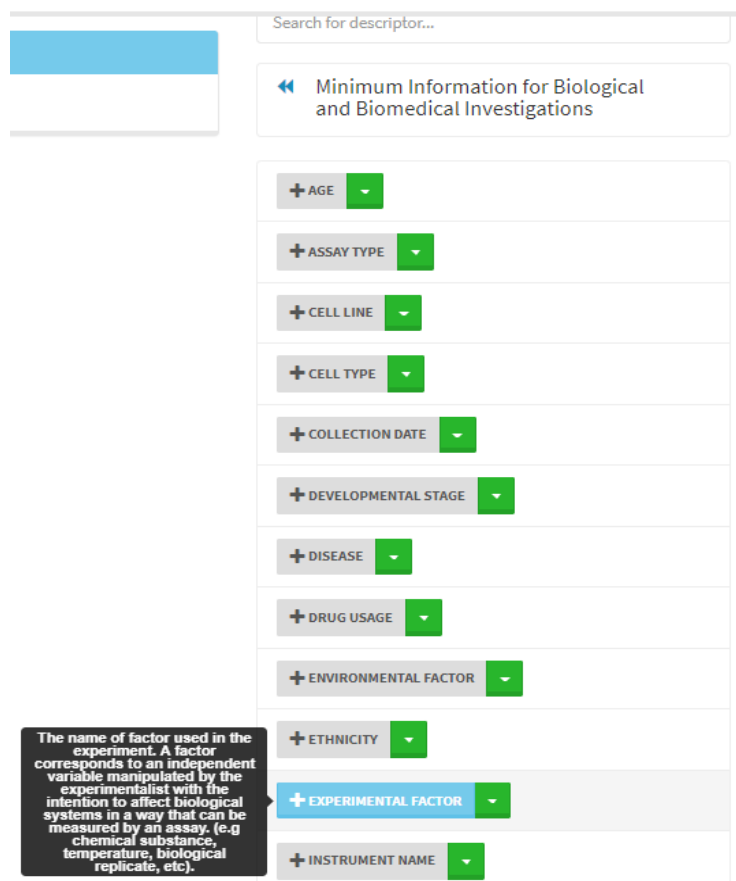 Search for descriptor...
Minimum Information for Biological
and Biomedical Investigations
AGE
ASSAY TYPE
CELL LINE
CELL TYPE
COLLECTION DATE
DEVELOPMENTAL STAGE
DISEASE
DRUG USAGE
ENVIRONMENTAL FACTOR
ETHNICITY
The name of factor used in the
experiment. A factor
corresponds to an independent
variable manipulated by the
experimentalist with the
intention to affect biological
systems in a way that can be
measured by an assay. (e.g
chemical substance,
temperature, biological
replicate, etc).
EXPERIMENTAL FACTOR
INSTRUMENT NAME